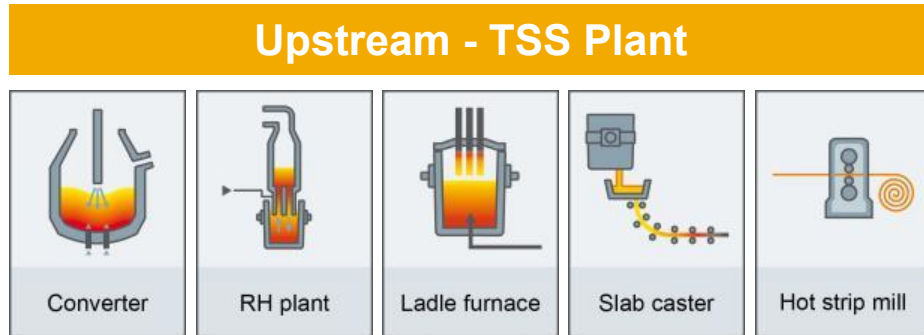 Upstream - TSS Plant
Converter
RH plant
Ladle furnace
Slab caster
Hot strip mill